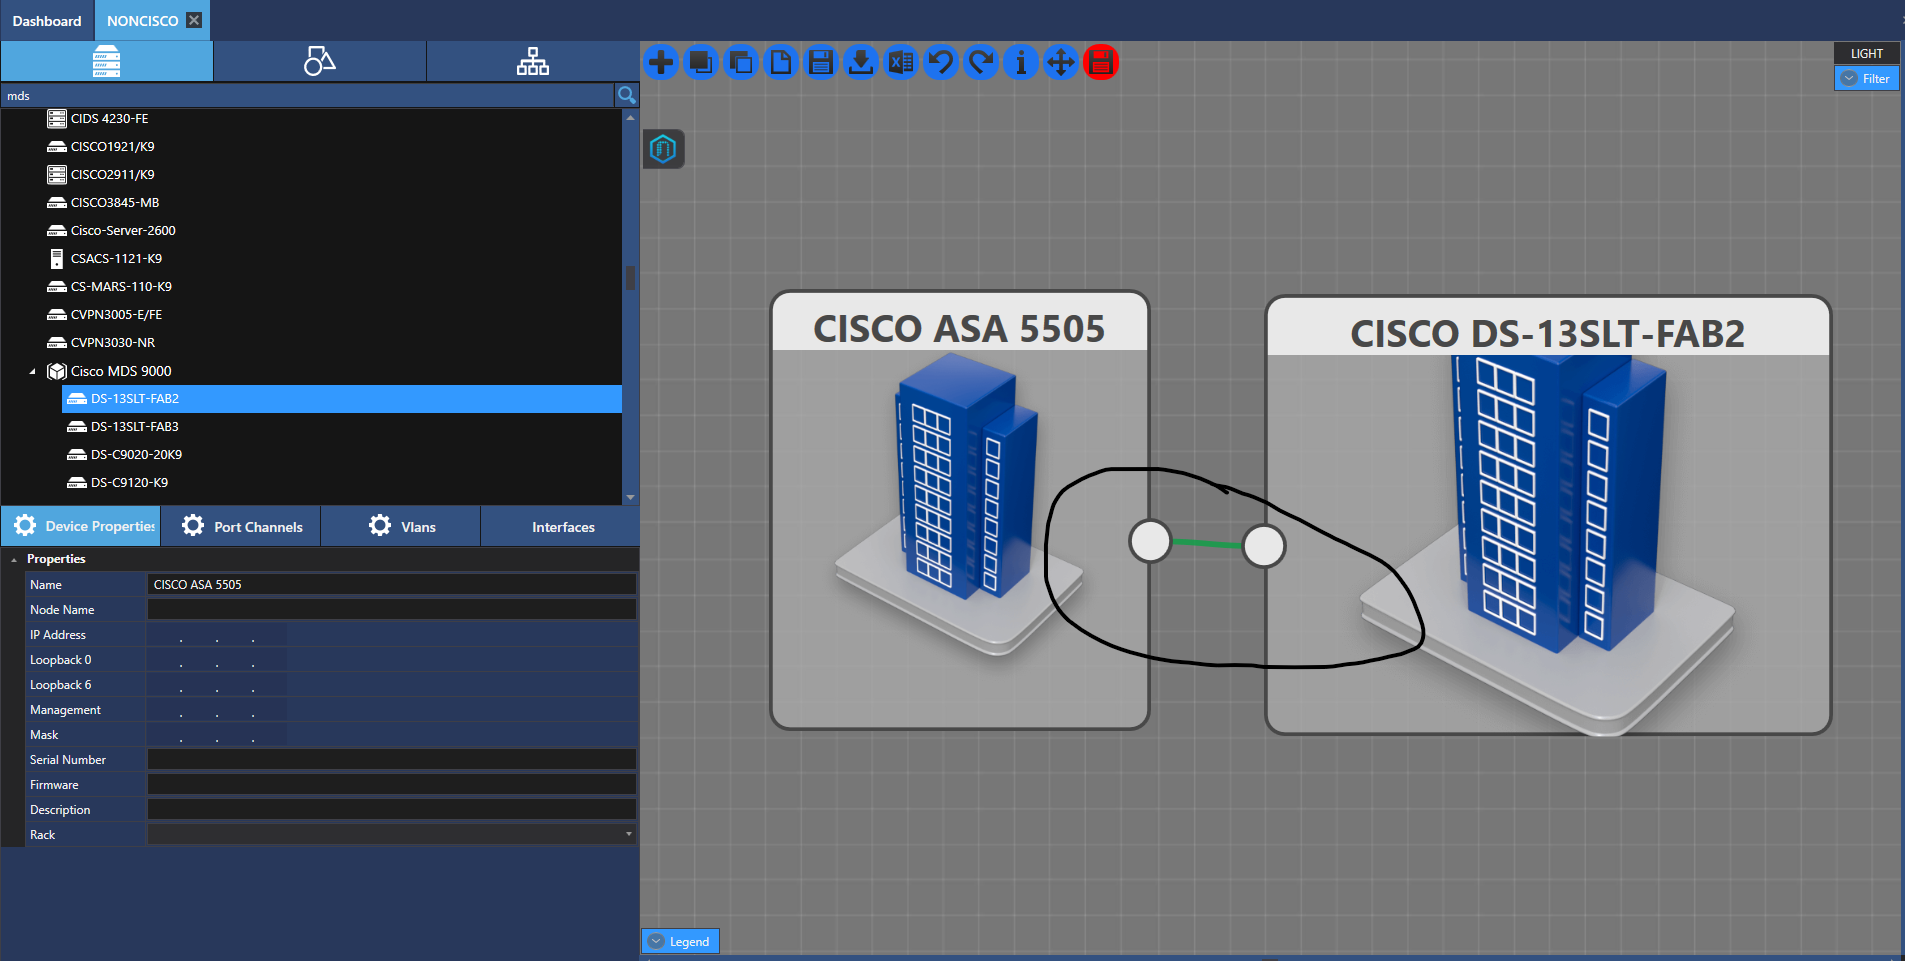 Dashboard
NONCISCO
LIGHT
Filter
mds
CIDS 4230-FE
CISCO1921/K9
CISCO2911/K9
CISCO3845-MB
Cisco-Server-2600
CSACS-1121-K9
CS-MARS-110-K9
CVPN3005-E/FE
CVPN3030-NR
Cisco MDS 9000
DS-13SLT-FAB2
DS-13SLT-FAB3
DS-C9020-20K9
DS-C9120-K9
Device Properties
Port Channels
Vlans
Interfaces
Properties
Name CISCO ASA 5505
Node Name
IP Address . . .
Loopback 0 . . .
Loopback 6 . . .
Management . . .
Mask . . .
Serial Number
Firmware
Description
Rack
CISCO ASA 5505
CISCO DS-13SLT-FAB2
Legend